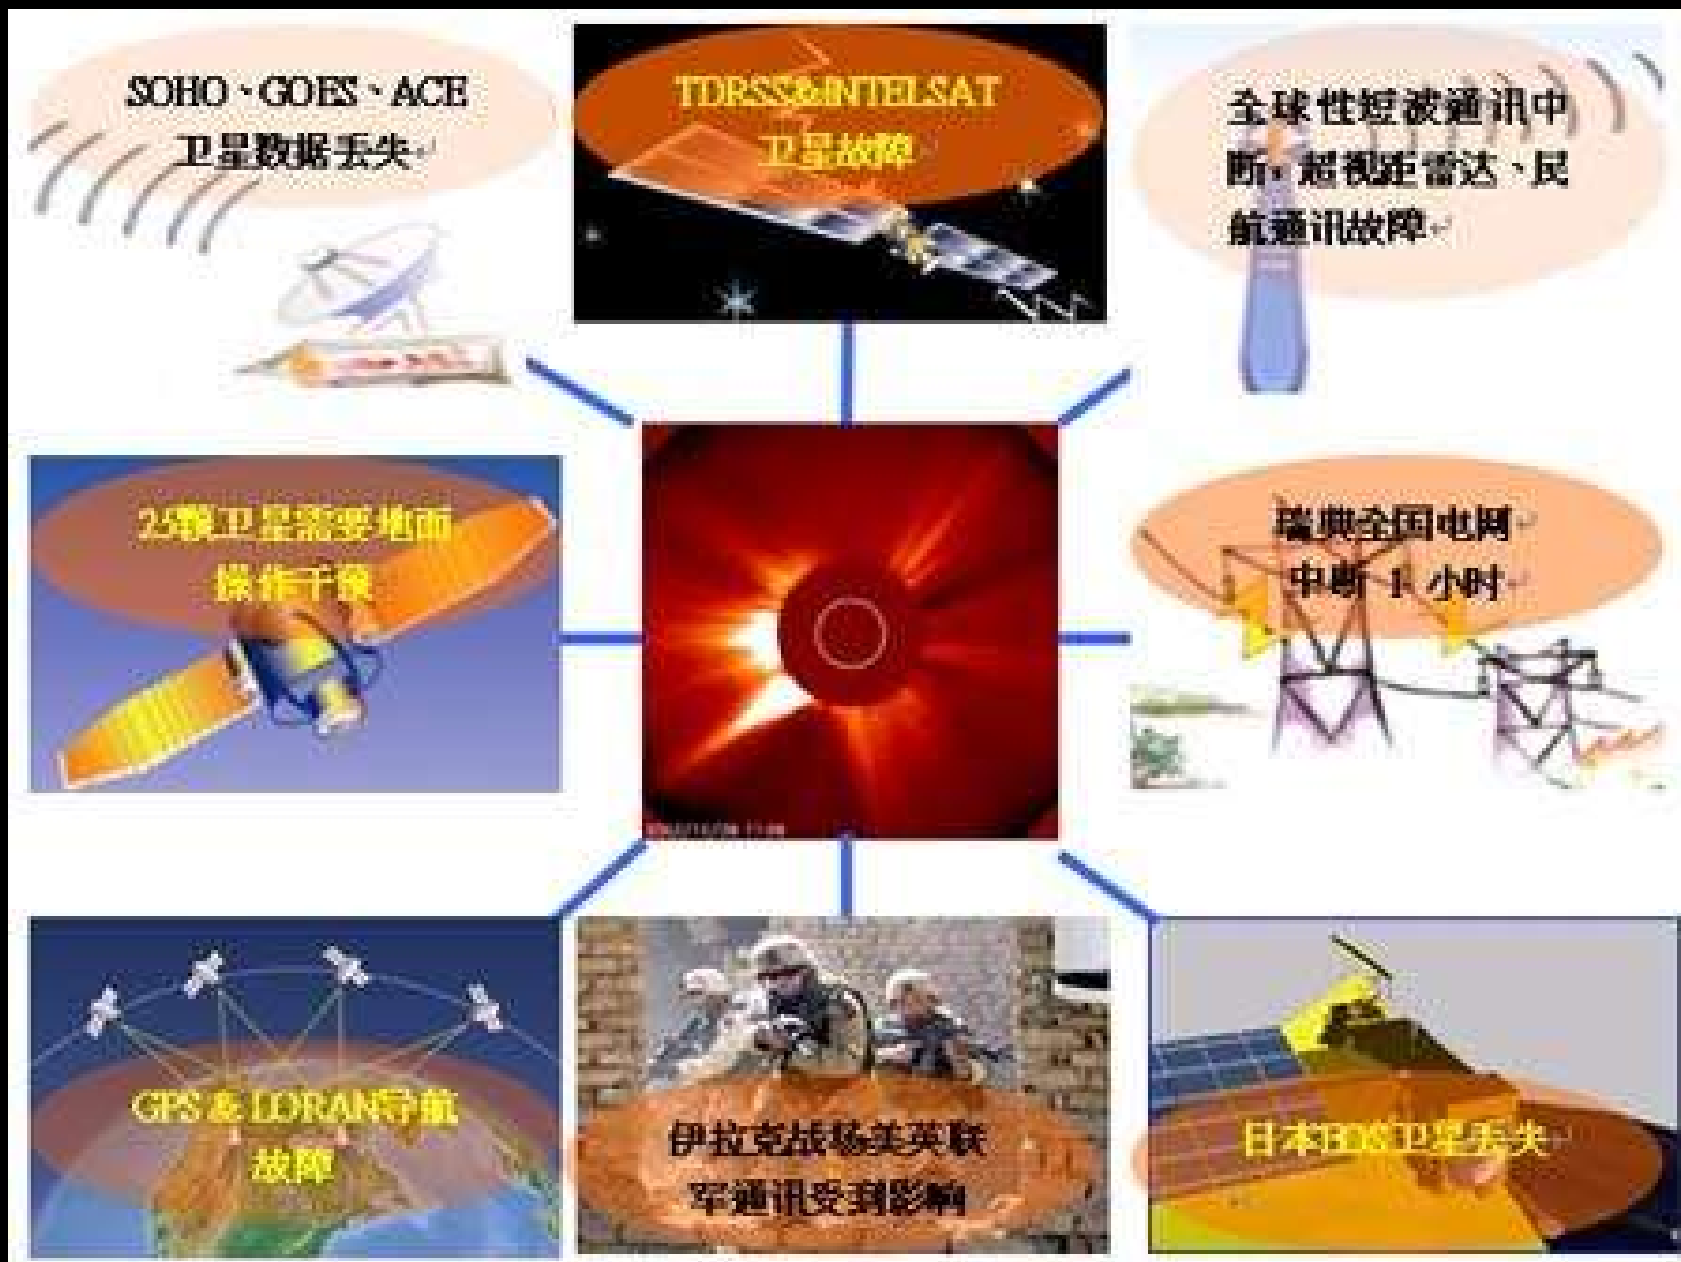 SOHO、GOES、ACE
卫星数据丢失
TDRSS&INTELSAT
卫星故障
全球性短波通讯中
断，超视距雷达、民
航通讯故障
25颗卫星需要地面
操作干预
瑞典全国电网
中断 1 小时
GPS & LORAN导航
故障
伊拉克战场美英联
军通讯受到影响
日本EOS卫星丢失